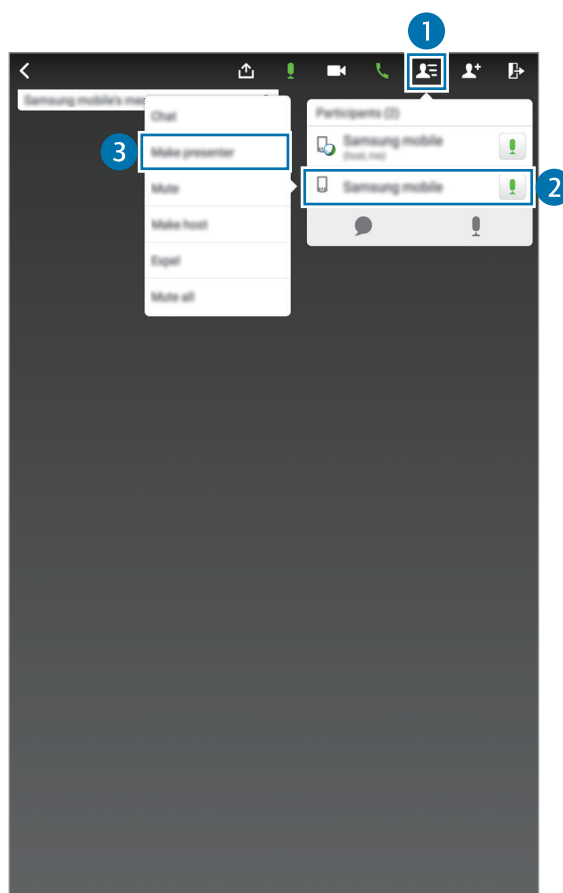 1
Samsung mobile's mee
Chat
Participants (2)
3
Make presenter
Samsung mobile
(host, me)
Mute
Samsung mobile
2
Make host
Expel
Mute all